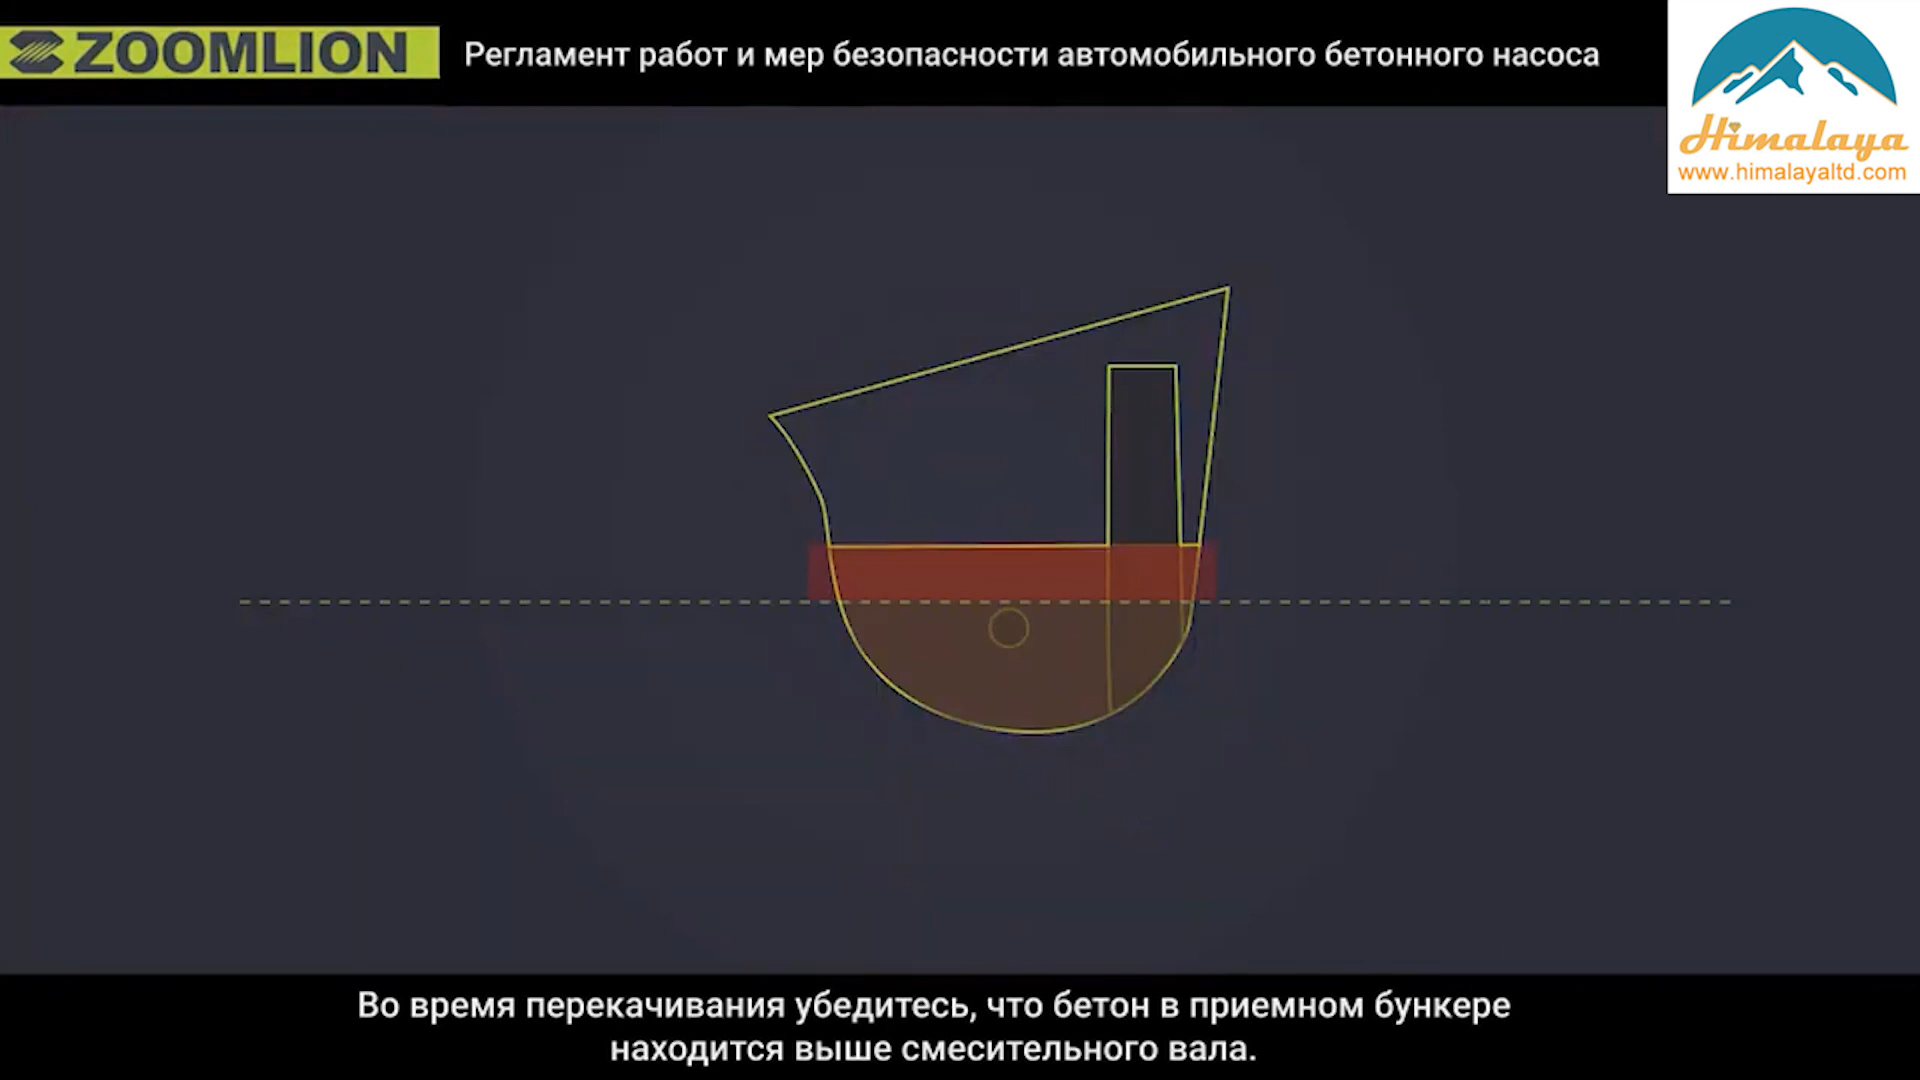 ZOOMLION
Регламент работ и мер безопасности автомобильного бетонного насоса
Himalaya
www.himalayaltd.com
Во время перекачивания убедитесь, что бетон в приемном бункере
находится выше смесительного вала.